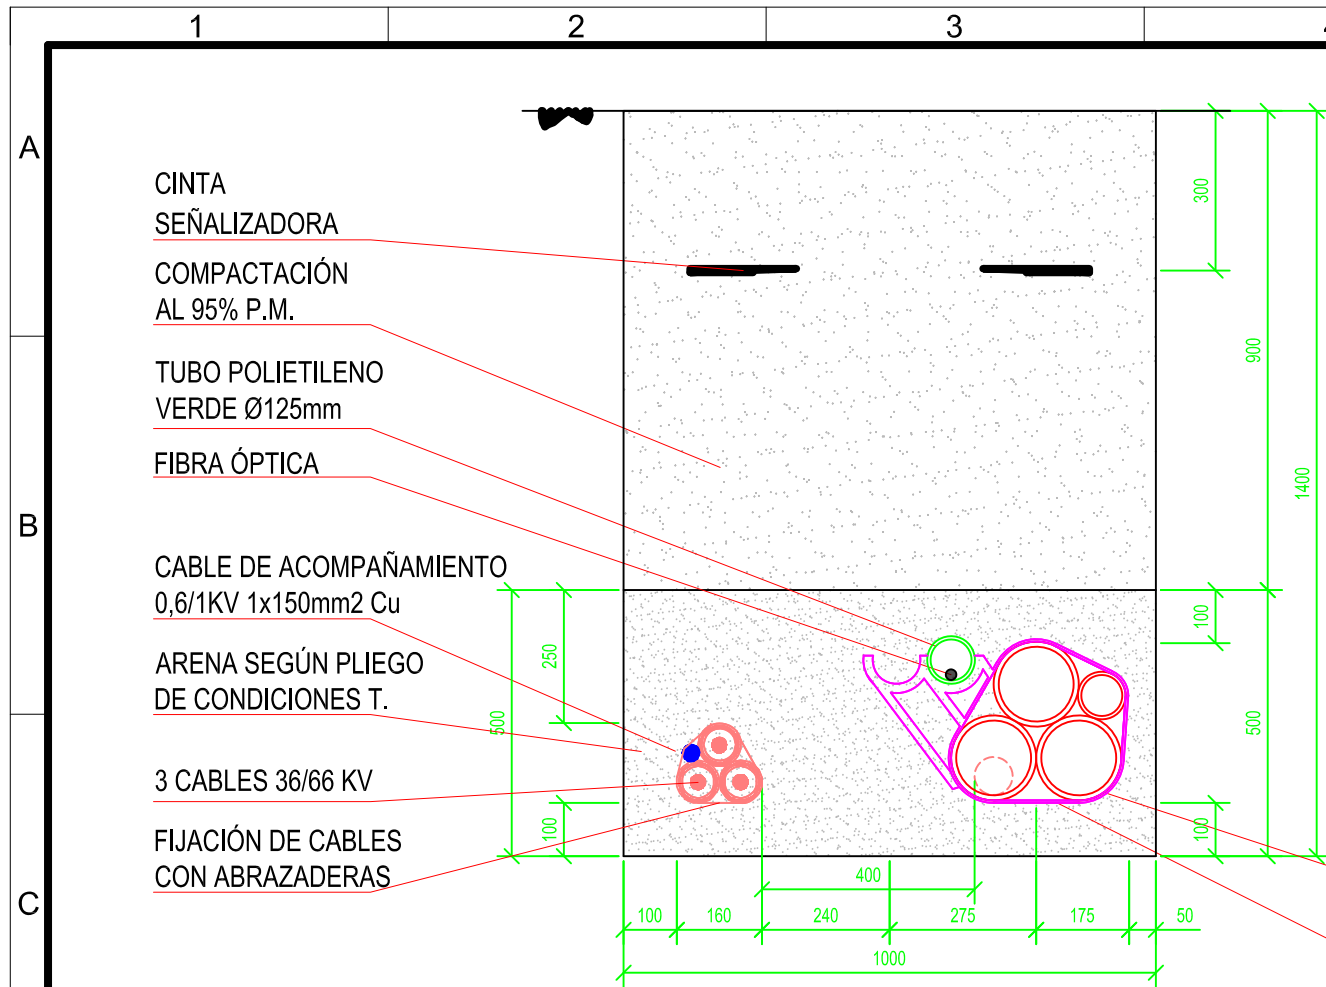 1
2
3
A
CINTA
SEÑALIZADORA
COMPACTACIÓN
AL 95% P.M.
TUBO POLIETILENO
VERDE Ø125mm
FIBRA ÓPTICA
B
CABLE DE ACOMPAÑAMIENTO
0,6/1KV 1x150mm2 Cu
ARENA SEGÚN PLIEGO
DE CONDICIONES T.
3 CABLES 36/66 KV
FIJACIÓN DE CABLES
CON ABRAZADERAS
C
300
900
1400
100
250
500
500
100
100
400
100
160
240
275
175
50
1000